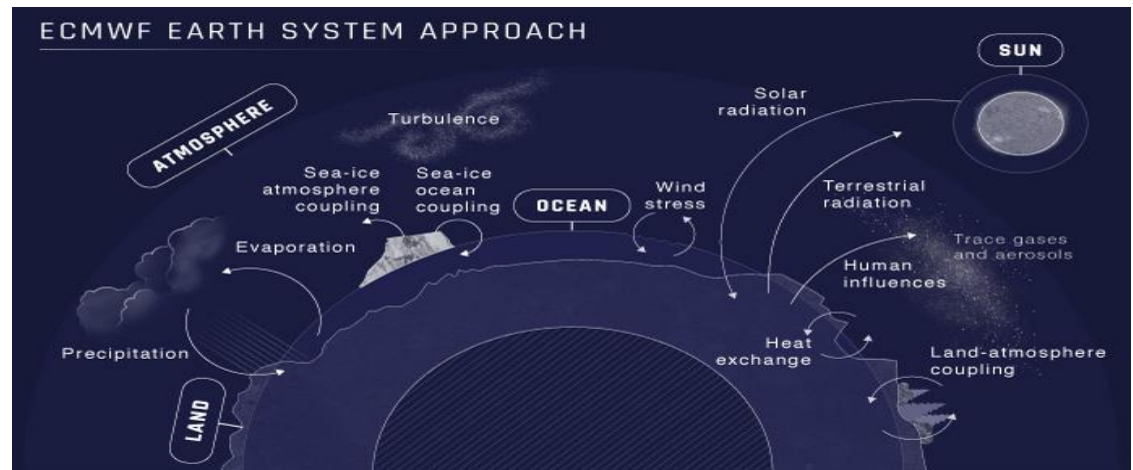 ECMWF EARTH SYSTEM APPROACH
SUN
ATMOSPHERE
Turbulence
Solar
radiation
Sea-ice
atmosphere
coupling
Sea-ice
ocean
coupling
OCEAN
Wind
stress
Terrestrial
radiation
Evaporation
Trace gases
and aerosols
Human
influences
Precipitation
Heat
exchange
Land-atmosphere
coupling
LAND